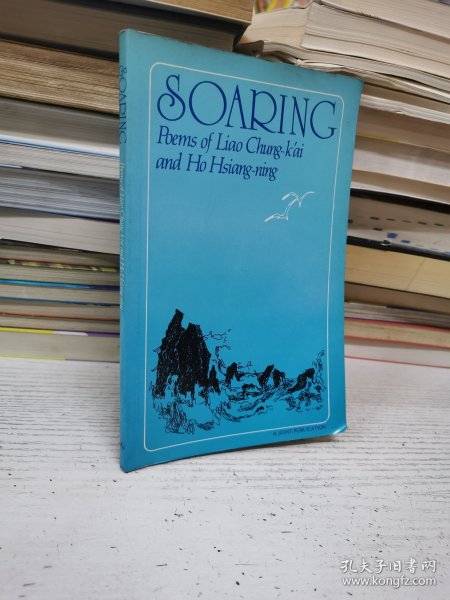 SOARING
Poems of Liao Chung-k'ai
and Ho Hsiang-ning
A JOINT PUBLICATION
SOARING
孔夫子旧书网
www.kongfz.com